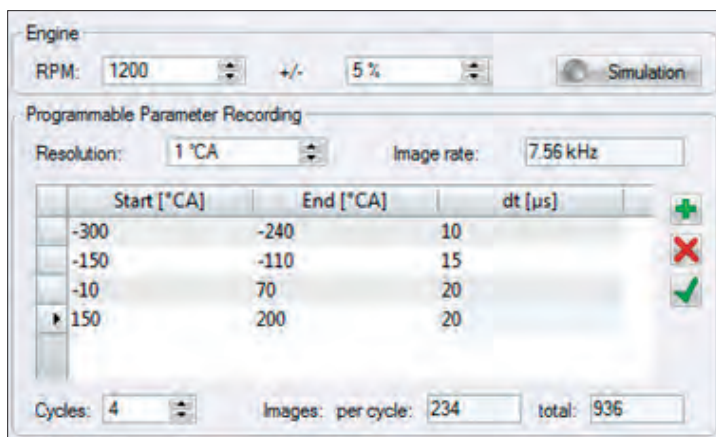 Engine
RPM: 1200 +/- 5 % Simulation
Programmable Parameter Recording
Resolution: 1 °CA Image rate: 7.56 kHz
Start [°CA] End [°CA] dt [µs]
-300 -240 10
-150 -110 15
-10 70 20
150 200 20
Cycles: 4 Images: per cycle: 234 total: 936